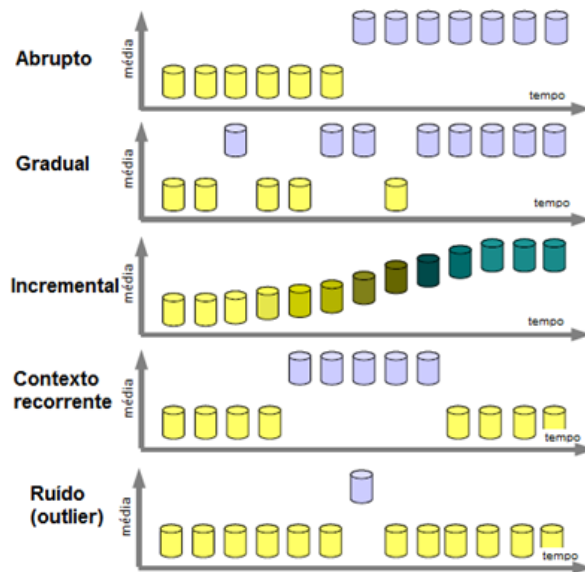 Abrupto
média
tempo
Gradual
média
tempo
Incremental
média
tempo
Contexto
recorrente
média
tempo
Ruído
(outlier)
média
tempo